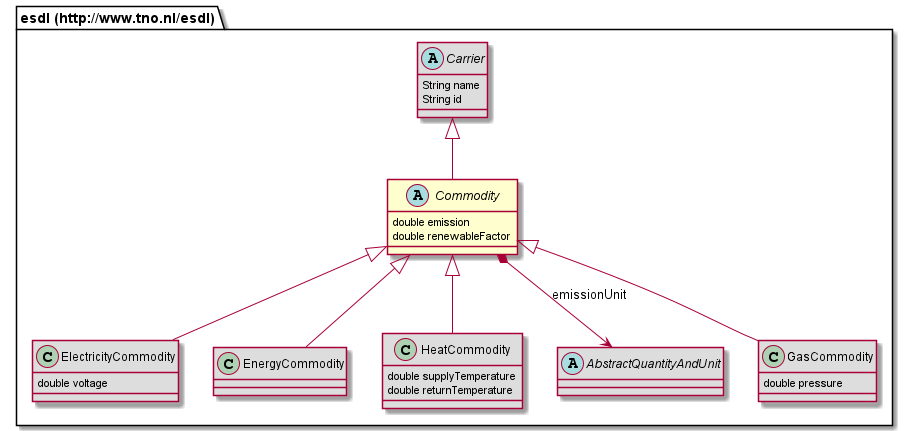 esdl (http://www.tno.nl/esdl)
A Carrier
String name
String id
A Commodity
double emission
double renewableFactor
emissionUnit
C ElectricityCommodity
double voltage
C EnergyCommodity
C HeatCommodity
double supplyTemperature
double returnTemperature
A AbstractQuantityAndUnit
C GasCommodity
double pressure